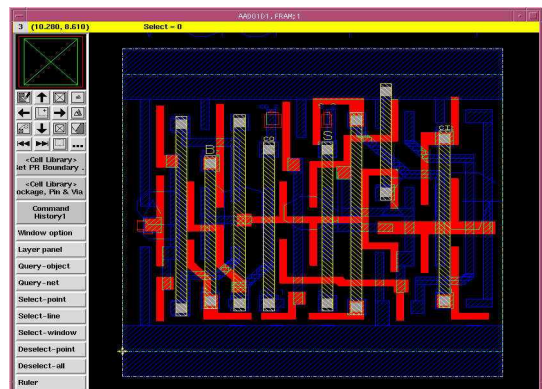 AAD01D1.FRAM;1
3 (10.280, 8.610) Select = 0
<Cell Library>
et PR Boundary .
<Cell Library>
ockage, Pin & Via
Command
History1
Window option
Layer panel
Query-object
Query-net
Select-point
Select-line
Select-window
Deselect-point
Deselect-all
Ruler
B
S